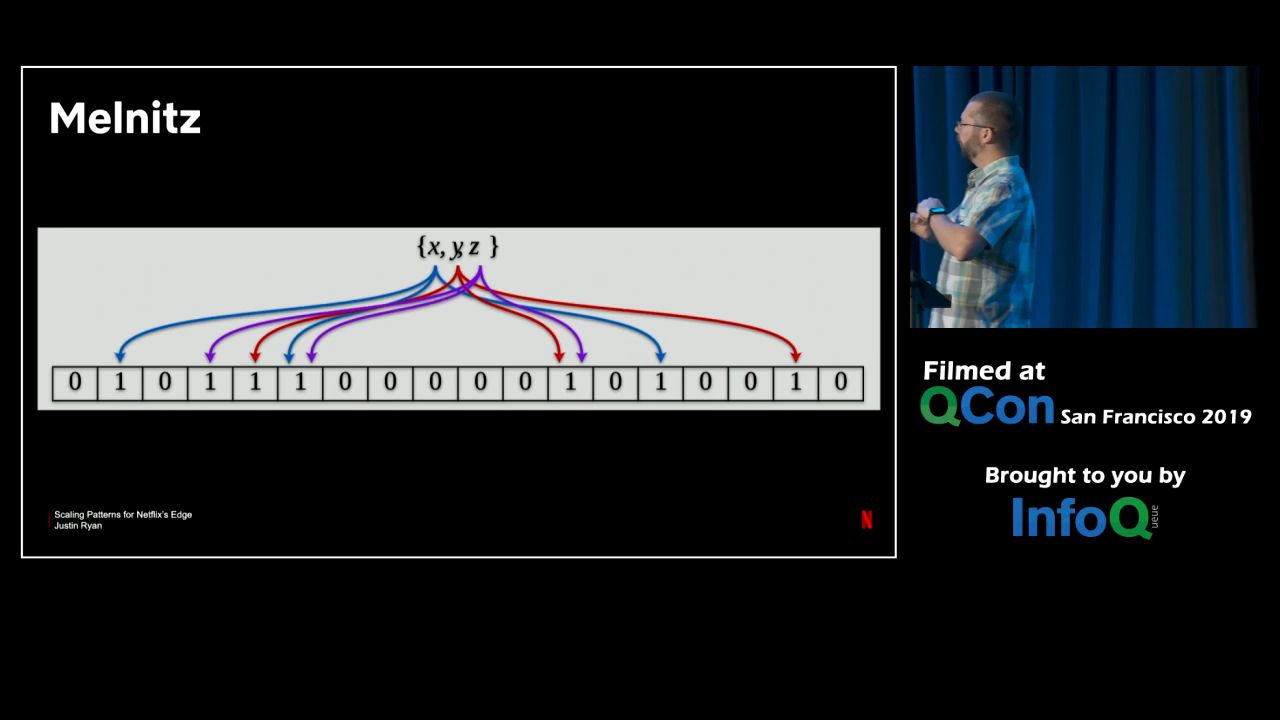 Melnitz
{x, y, z }
0 1 0 1 1 1 0 0 0 0 0 1 0 1 0 0 1 0
Scaling Patterns for Netflix's Edge
Justin Ryan
N
Filmed at
QCon San Francisco 2019
Brought to you by
InfoQueue